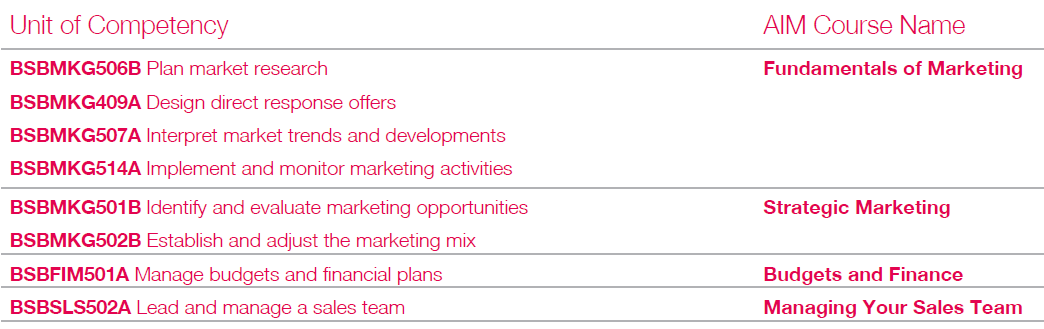 Unit of Competency AIM Course Name
BSBMKG506B Plan market research Fundamentals of Marketing
BSBMKG409A Design direct response offers
BSBMKG507A Interpret market trends and developments
BSBMKG514A Implement and monitor marketing activities
BSBMKG501B Identify and evaluate marketing opportunities Strategic Marketing
BSBMKG502B Establish and adjust the marketing mix
BSBFIM501A Manage budgets and financial plans Budgets and Finance
BSBSLS502A Lead and manage a sales team Managing Your Sales Team